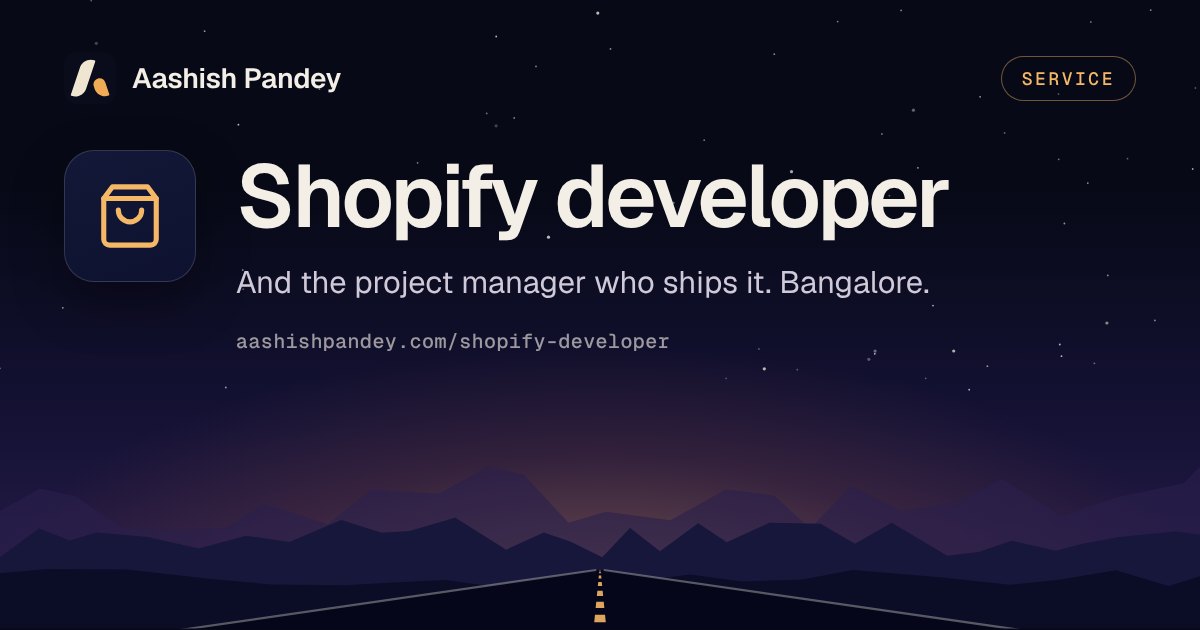 Aashish Pandey
SERVICE
Shopify developer
And the project manager who ships it. Bangalore.
aashishpandey.com/shopify-developer